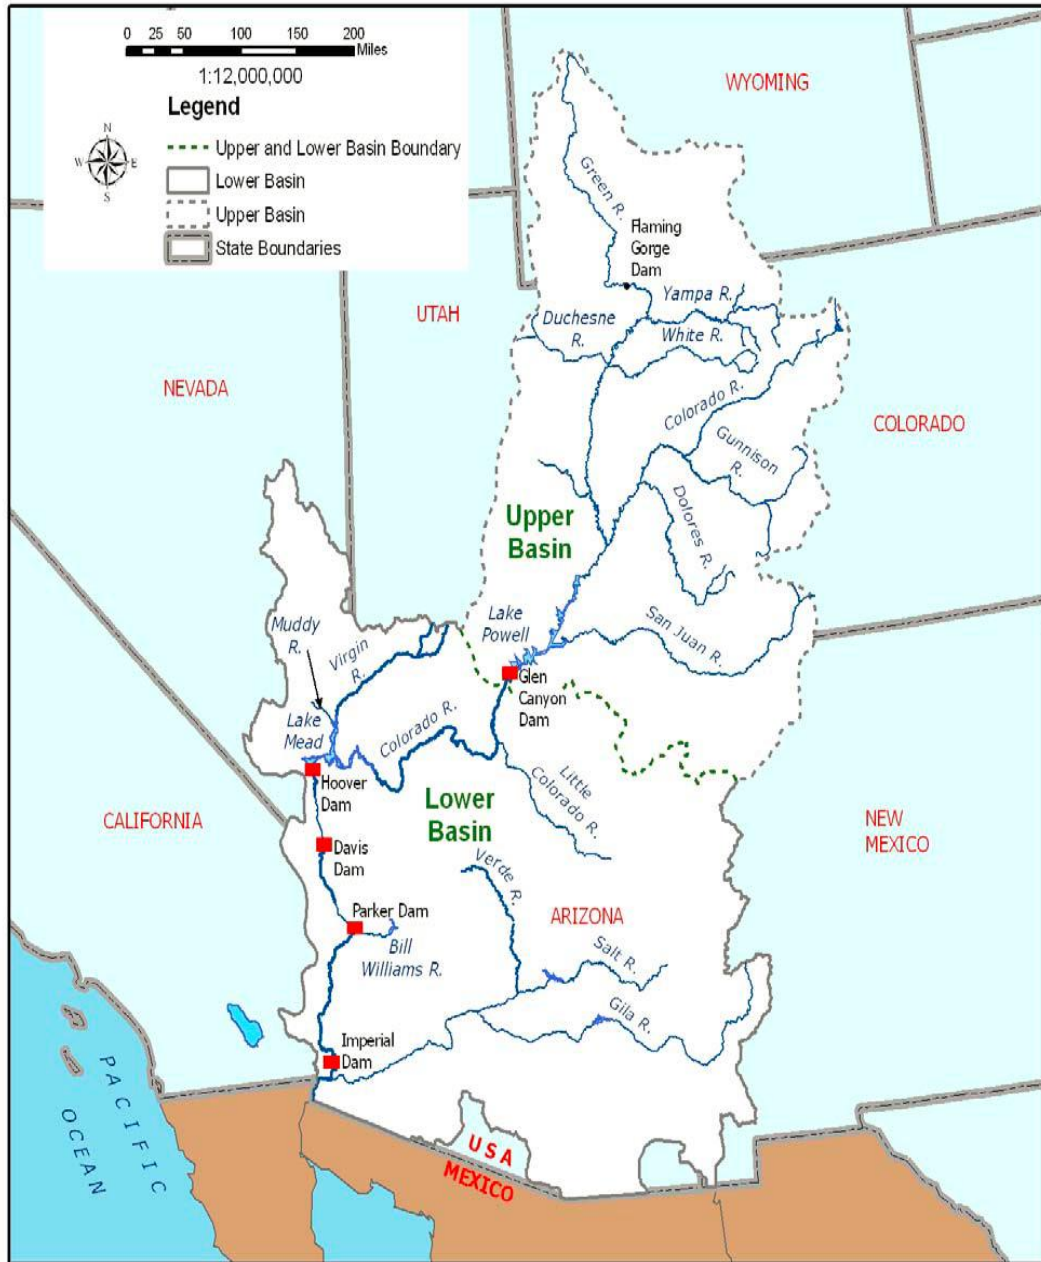 0 25 50 100 150 200
Miles
1:12,000,000
Legend
Upper and Lower Basin Boundary
Lower Basin
Upper Basin
State Boundaries
N
W E
S
WYOMING
Green R.
Flaming
Gorge
Dam
UTAH
Duchesne
R.
Yampa R.
White R.
NEVADA
Colorado R.
COLORADO
Gunnison
R.
Dolores R.
Upper
Basin
Lake
Powell
San Juan R.
Muddy
R.
Virgin
R.
Glen
Canyon
Dam
Lake
Mead
Colorado R.
Hoover
Dam
Little
Colorado R.
Lower
Basin
CALIFORNIA
NEW
MEXICO
Davis
Dam
Verde R.
Parker Dam
ARIZONA
Bill
Williams R.
Salt R.
Gila R.
Imperial
Dam
PACIFIC
OCEAN
USA
MEXICO